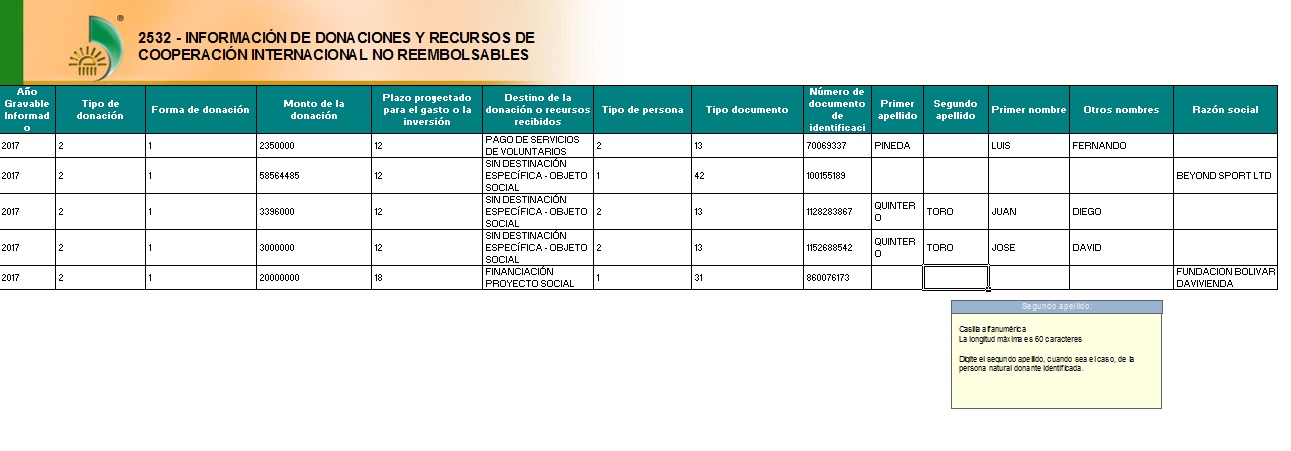 ®
2532 - INFORMACIÓN DE DONACIONES Y RECURSOS DE
COOPERACIÓN INTERNACIONAL NO REEMBOLSABLES
Año Gravable Informado Tipo de donación Forma de donación Monto de la donación Plazo proyectado para el gasto o la inversión Destino de la donación o recursos recibidos Tipo de persona Tipo documento Número de documento de identificaci Primer apellido Segundo apellido Primer nombre Otros nombres Razón social
2017 2 1 2350000 12 PAGO DE SERVICIOS DE VOLUNTARIOS 2 13 70069337 PINEDA LUIS FERNANDO
2017 2 1 58564485 12 SIN DESTINACIÓN ESPECÍFICA - OBJETO SOCIAL 1 42 100155189 BEYOND SPORT LTD
2017 2 1 3396000 12 SIN DESTINACIÓN ESPECÍFICA - OBJETO SOCIAL 2 13 1128283867 QUINTERO TORO JUAN DIEGO
2017 2 1 3000000 12 SIN DESTINACIÓN ESPECÍFICA - OBJETO SOCIAL 2 13 1152688542 QUINTERO TORO JOSE DAVID
2017 2 1 20000000 18 FINANCIACIÓN PROYECTO SOCIAL 1 31 860076173 FUNDACION BOLIVAR DAVIVIENDA
Segundo apellido:
Casilla alfanumérica
La longitud máxima es 60 caracteres
Digite el segundo apellido, cuando sea el caso, de la
persona natural donante identificada.